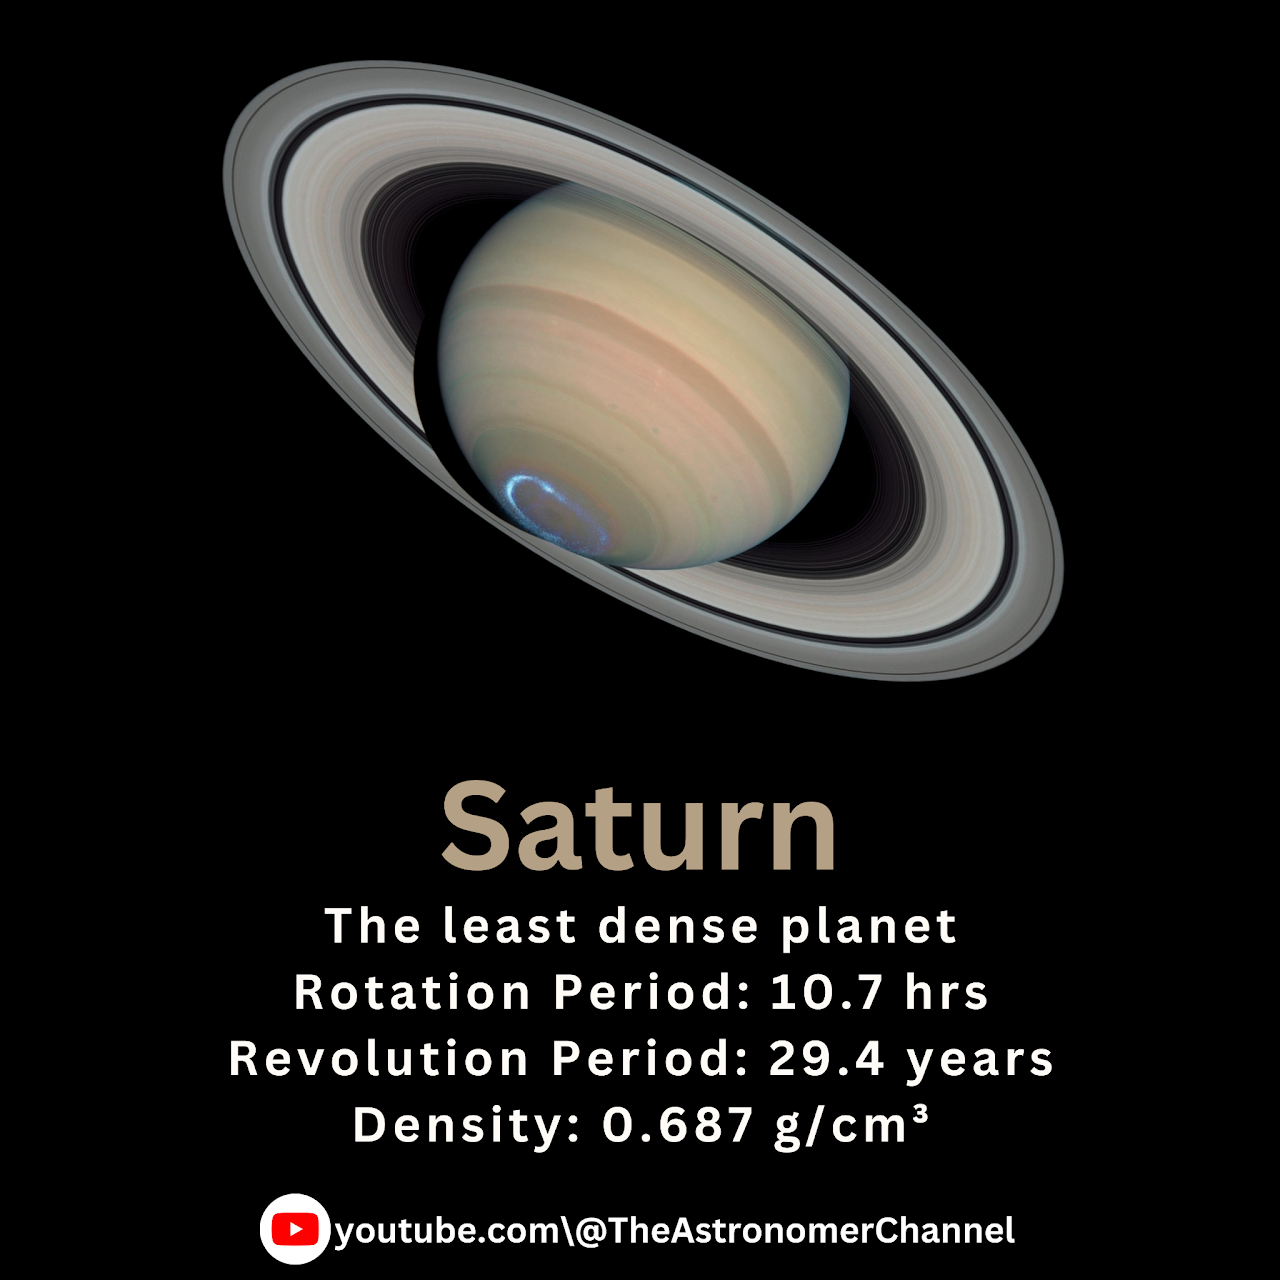 Saturn
The least dense planet
Rotation Period: 10.7 hrs
Revolution Period: 29.4 years
Density: 0.687 g/cm³
youtube.com\@TheAstronomerChannel